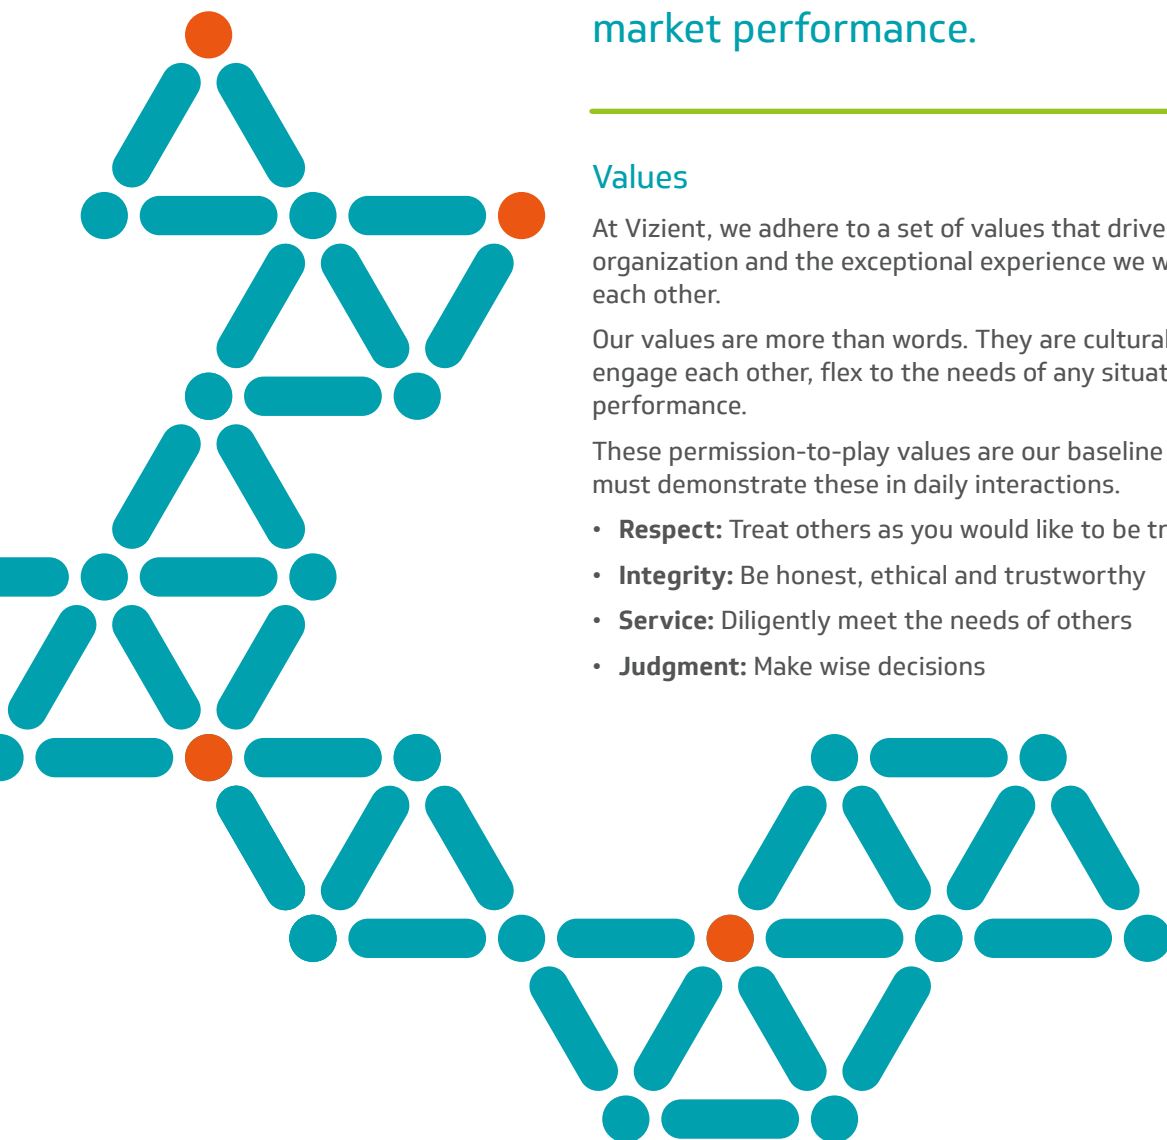 market performance.
Values
At Vizient, we adhere to a set of values that drive
organization and the exceptional experience we w
each other.
Our values are more than words. They are cultural
engage each other, flex to the needs of any situat
performance.
These permission-to-play values are our baseline
must demonstrate these in daily interactions.
• Respect: Treat others as you would like to be tr
• Integrity: Be honest, ethical and trustworthy
• Service: Diligently meet the needs of others
• Judgment: Make wise decisions